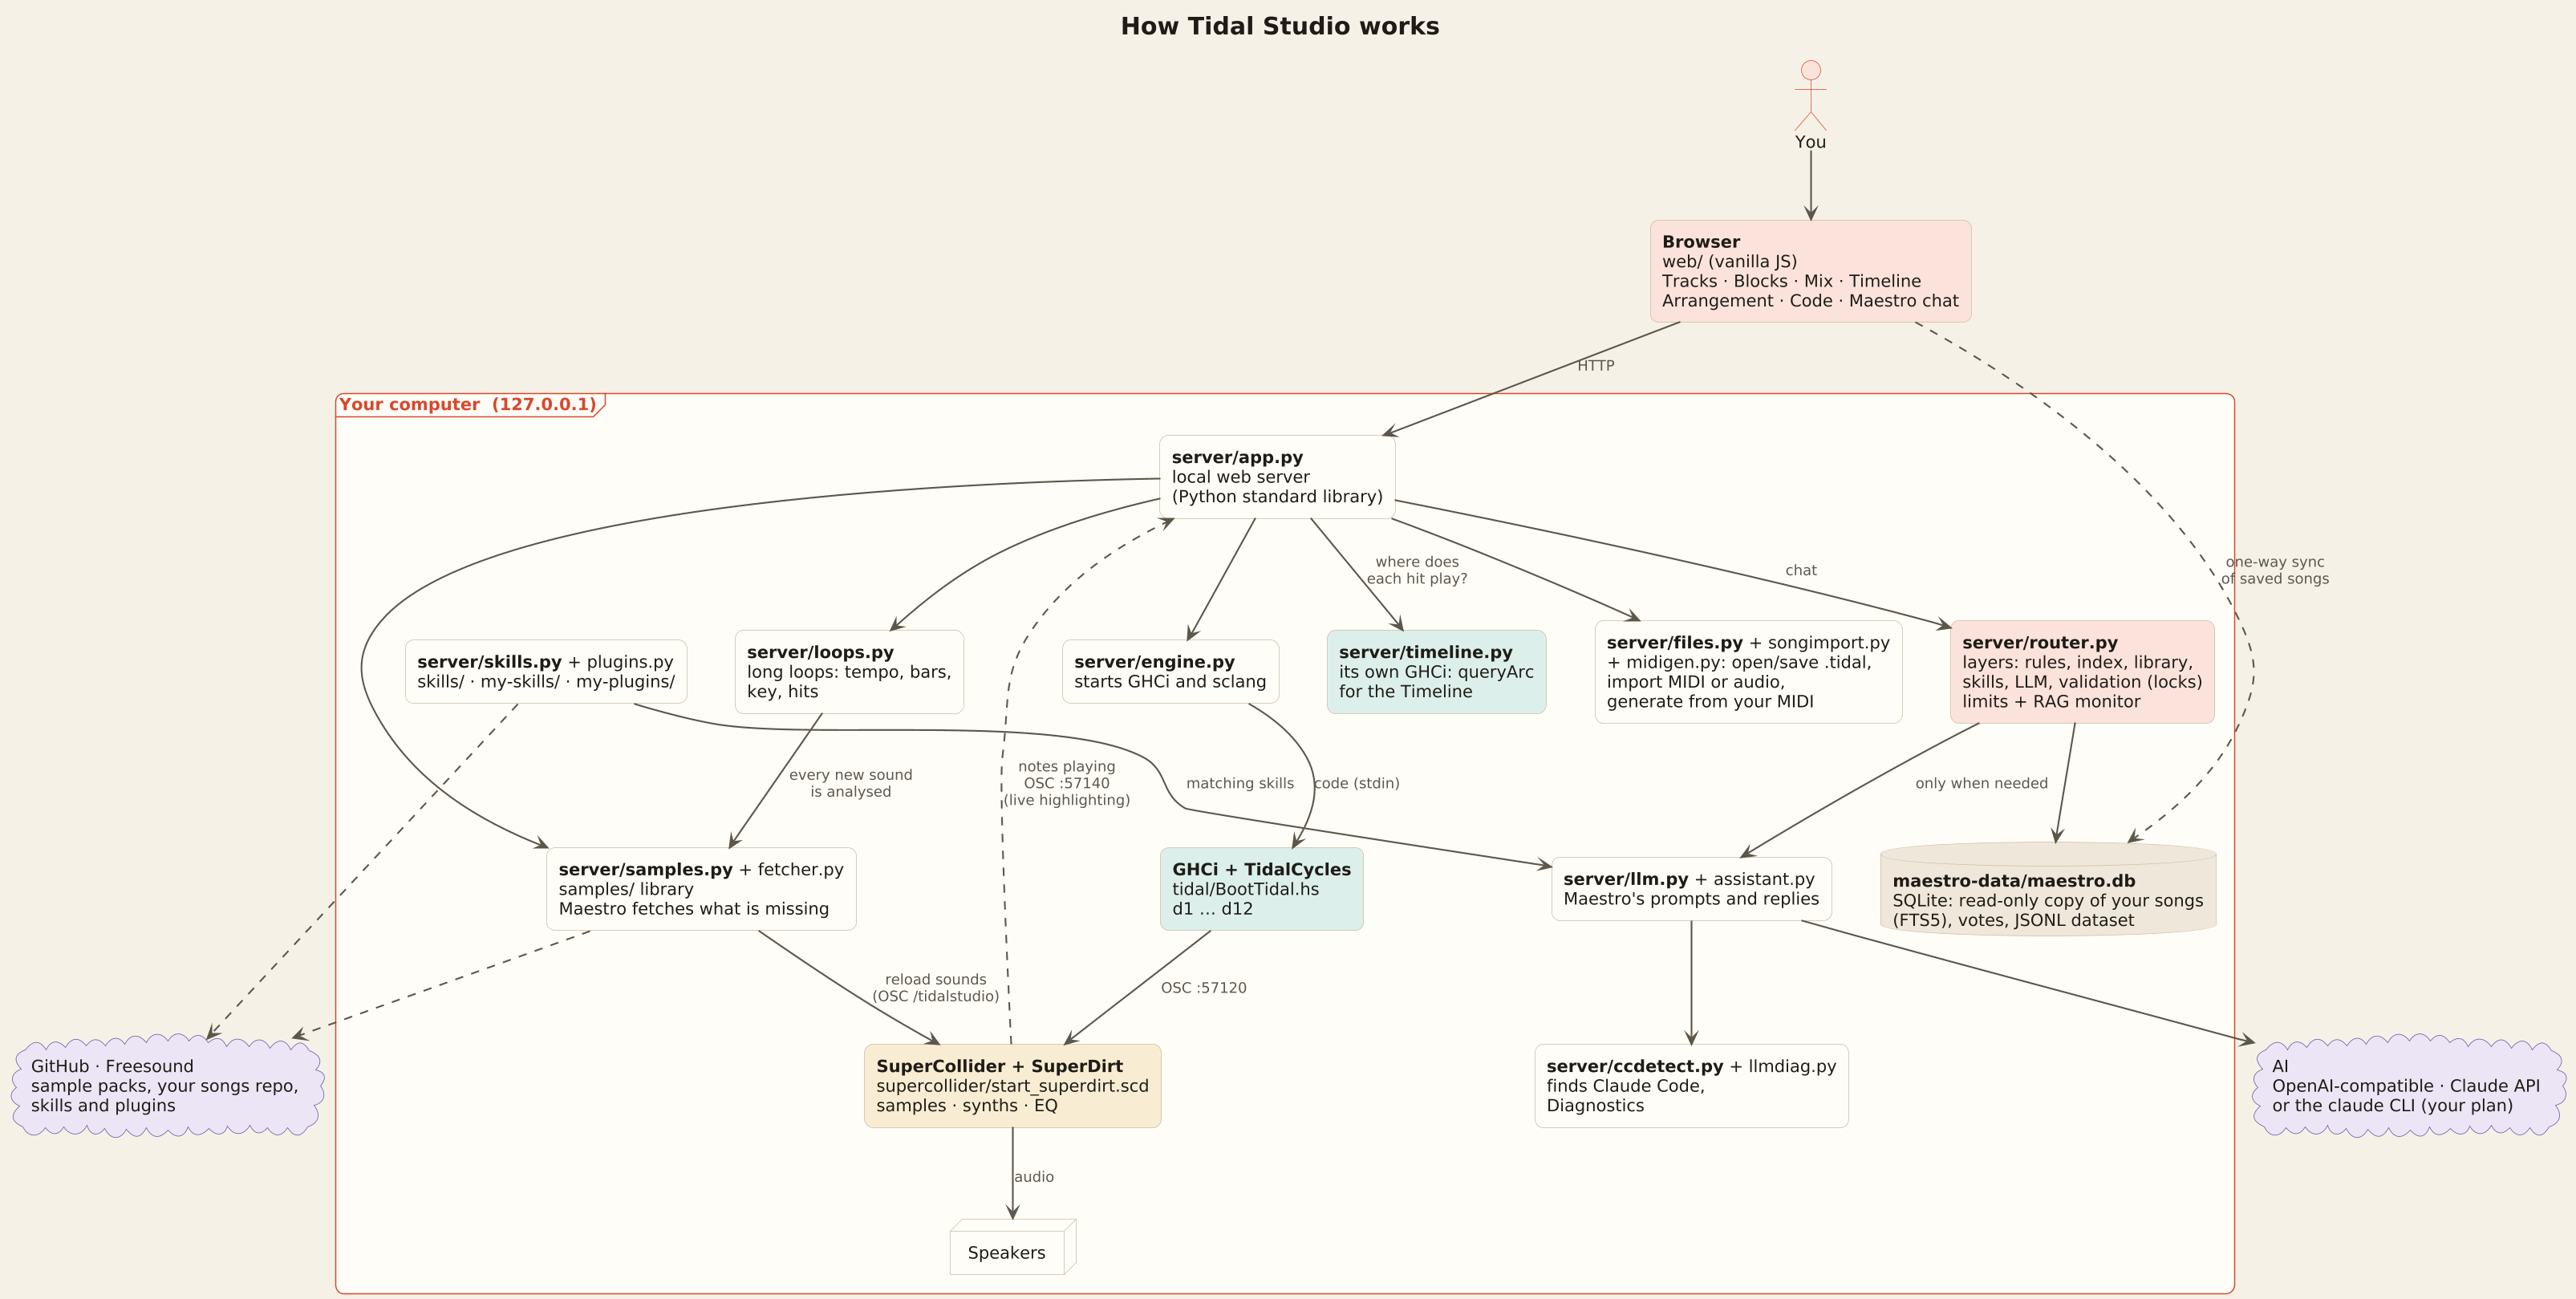 How Tidal Studio works
You
Browser
web/ (vanilla JS)
Tracks · Blocks · Mix · Timeline
Arrangement · Code · Maestro chat
HTTP
Your computer  (127.0.0.1)
server/app.py
local web server
(Python standard library)
where does
each hit play?
chat
one-way sync
of saved songs
server/skills.py + plugins.py
skills/ · my-skills/ · my-plugins/
server/loops.py
long loops: tempo, bars,
key, hits
server/engine.py
starts GHCi and sclang
server/timeline.py
its own GHCi: queryArc
for the Timeline
server/files.py + songimport.py
+ midigen.py: open/save .tidal,
import MIDI or audio,
generate from your MIDI
server/router.py
layers: rules, index, library,
skills, LLM, validation (locks)
limits + RAG monitor
every new sound
is analysed
notes playing
OSC :57140
(live highlighting)
matching skills
code (stdin)
only when needed
server/samples.py + fetcher.py
samples/ library
Maestro fetches what is missing
GHCi + TidalCycles
tidal/BootTidal.hs
d1 ... d12
server/llm.py + assistant.py
Maestro's prompts and replies
maestro-data/maestro.db
SQLite: read-only copy of your songs
(FTS5), votes, JSONL dataset
reload sounds
(OSC /tidalstudio)
OSC :57120
GitHub · Freesound
sample packs, your songs repo,
skills and plugins
SuperCollider + SuperDirt
supercollider/start_superdirt.scd
samples · synths · EQ
server/ccdetect.py + llmdiag.py
finds Claude Code,
Diagnostics
AI
OpenAI-compatible · Claude API
or the claude CLI (your plan)
audio
Speakers